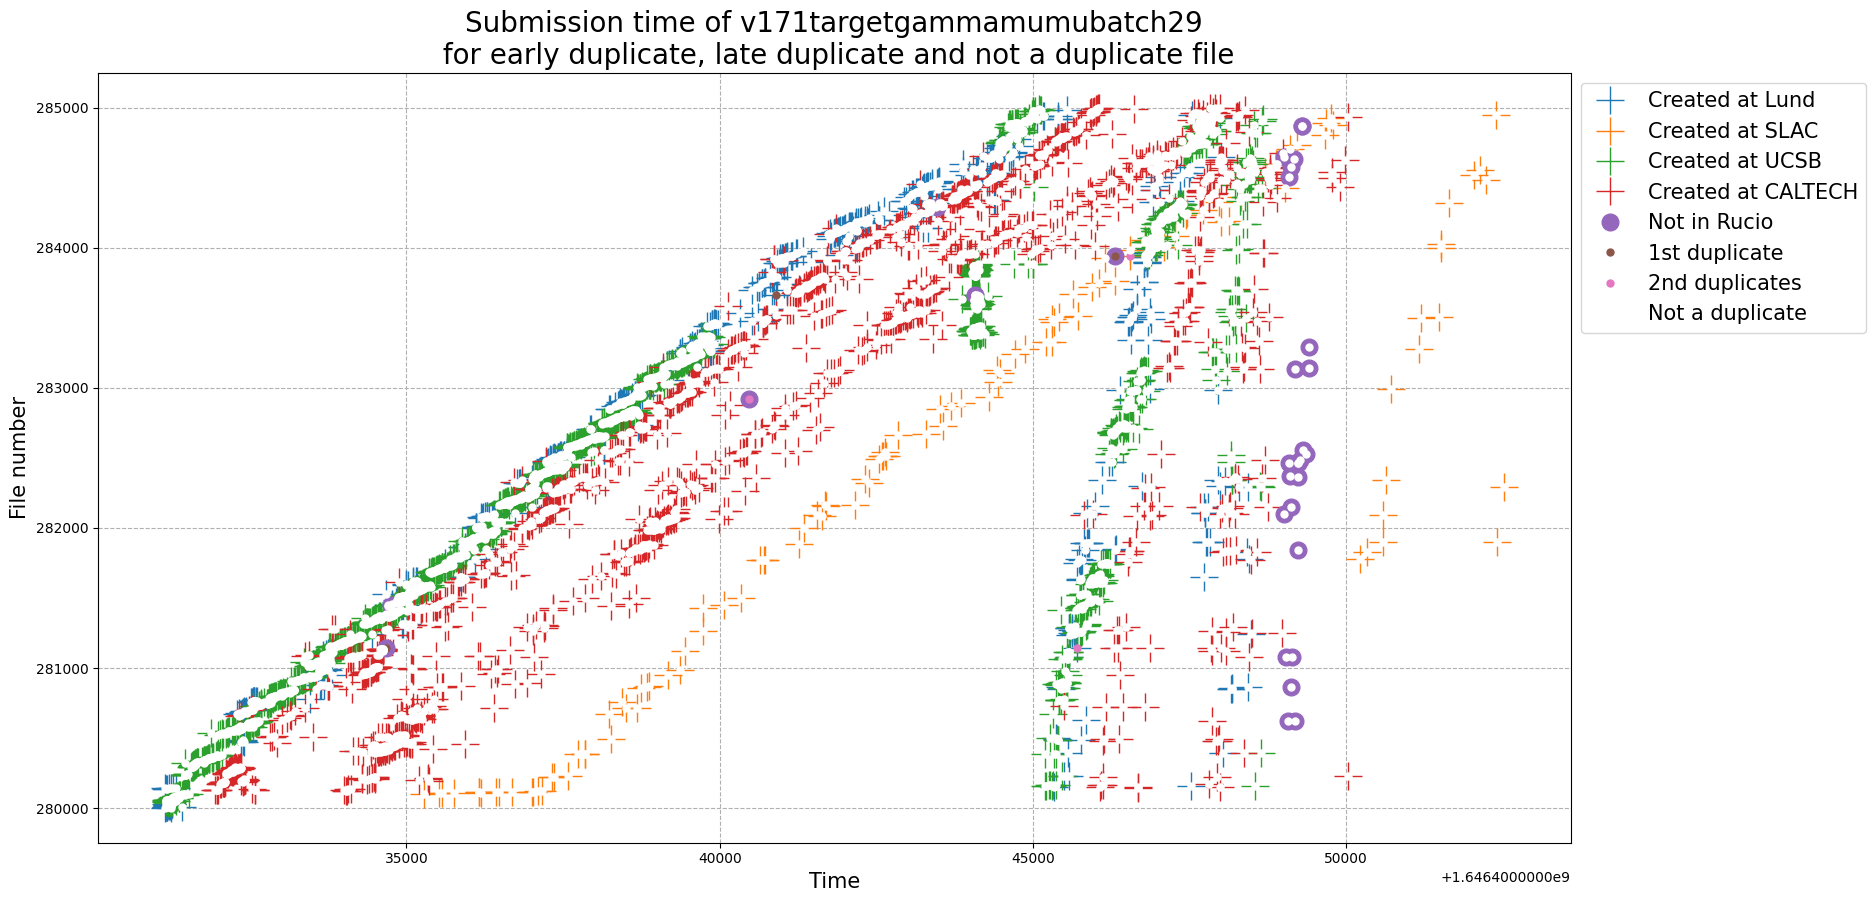 Submission time of v171targetgammamumubatch29
for early duplicate, late duplicate and not a duplicate file
285000
284000
283000
282000
281000
280000
File number
35000
40000
45000
50000
Time
+1.6464000000e9
Created at Lund
Created at SLAC
Created at UCSB
Created at CALTECH
Not in Rucio
1st duplicate
2nd duplicates
Not a duplicate